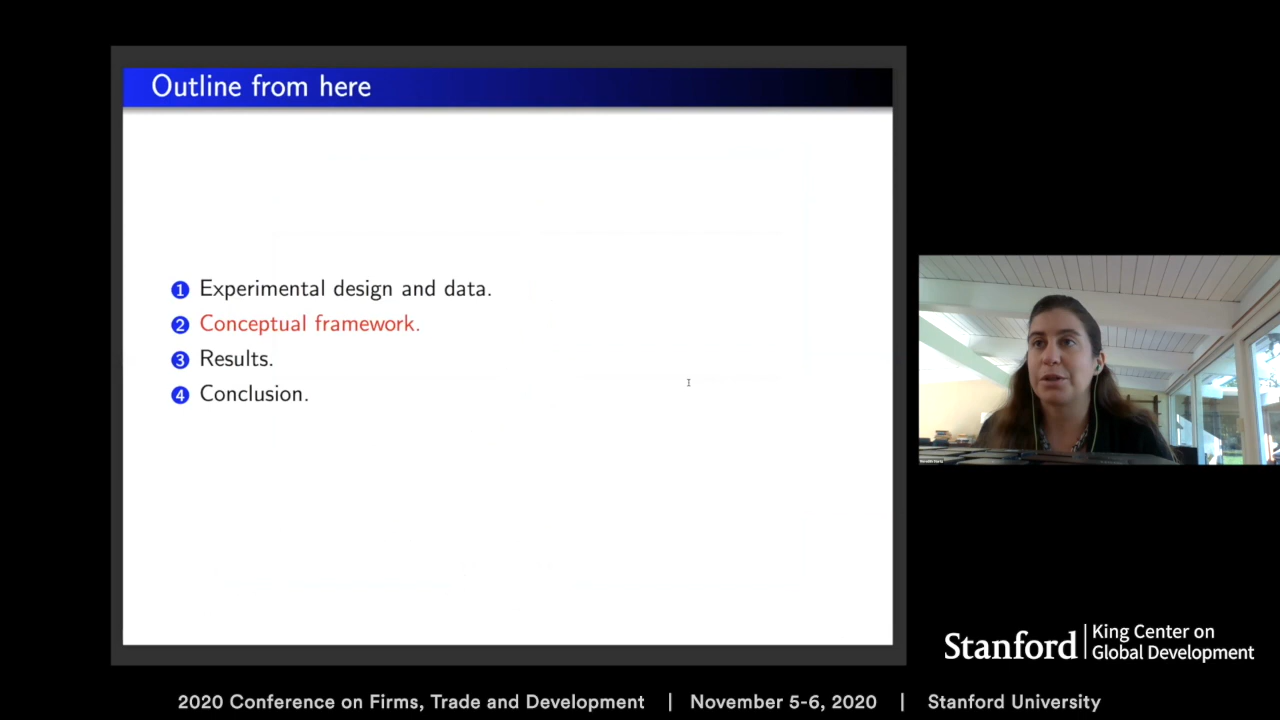 Outline from here
1 Experimental design and data.
2 Conceptual framework.
3 Results.
4 Conclusion.
Stanford | King Center on
Global Development
2020 Conference on Firms, Trade and Development | November 5-6, 2020 | Stanford University